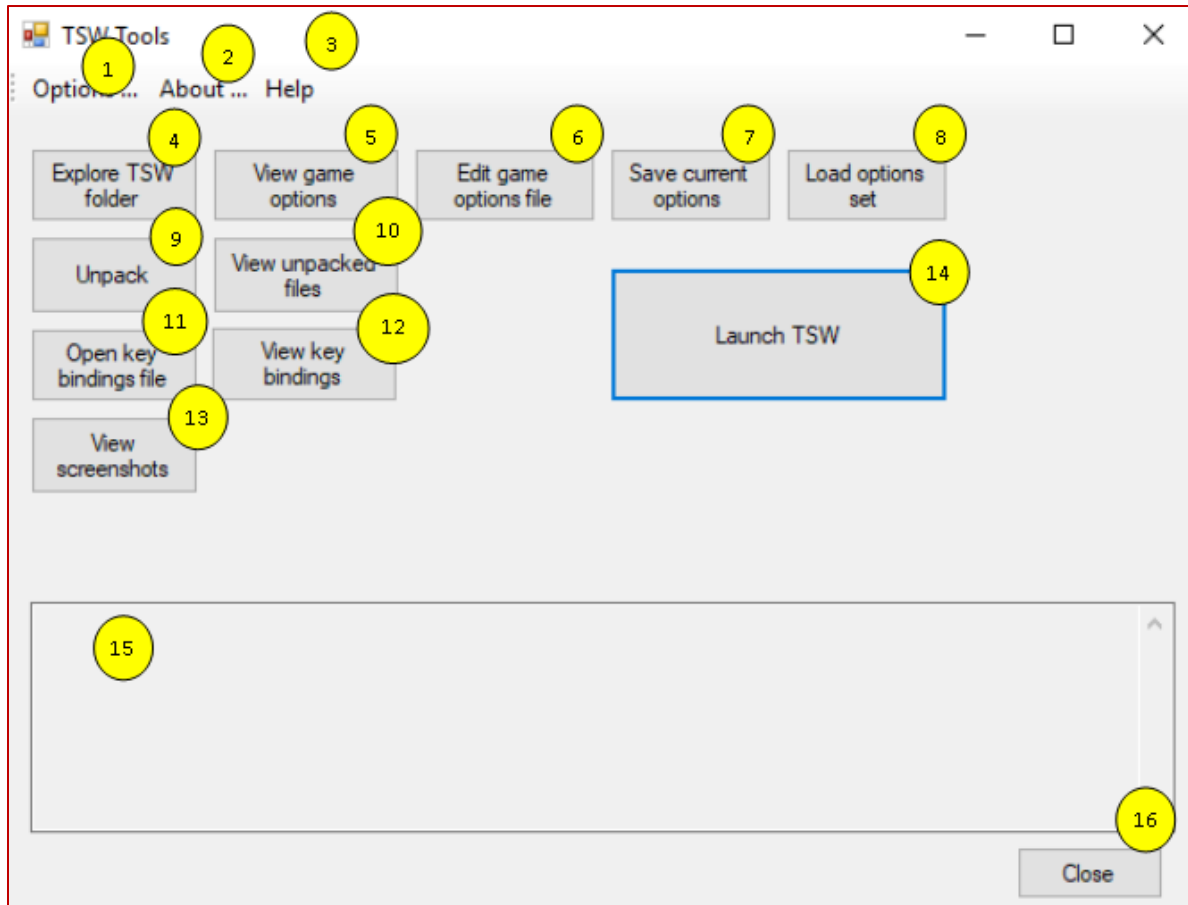 TSW Tools
3
1
2
Options ...
About ...
Help
4
5
6
7
8
Explore TSW
folder
View game
options
Edit game
options file
Save current
options
Load options
set
9
10
Unpack
View unpacked
files
14
Launch TSW
11
12
Open key
bindings file
View key
bindings
13
View
screenshots
15
16
Close